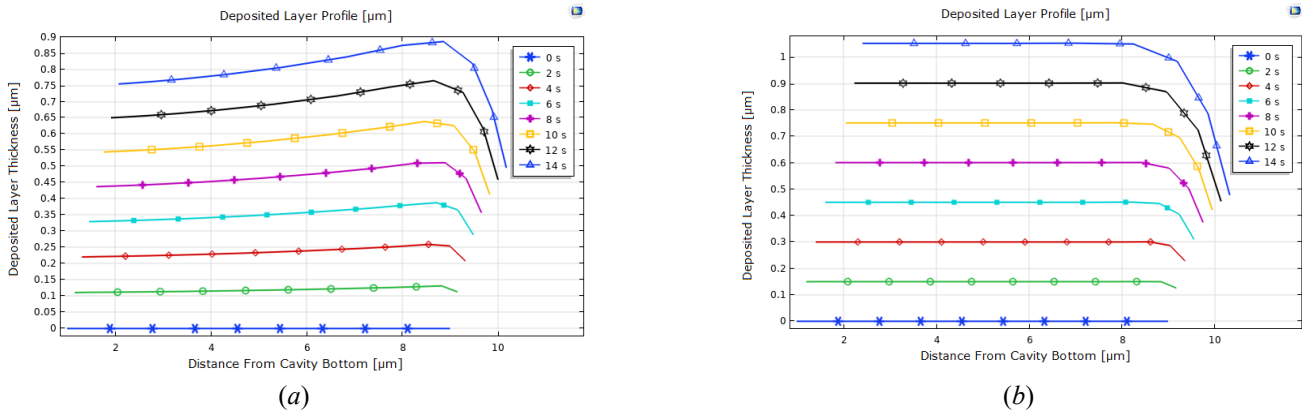 Deposited Layer Profile [µm]
Deposited Layer Thickness [µm]
0.9
0.85
0.8
0.75
0.7
0.65
0.6
0.55
0.5
0.45
0.4
0.35
0.3
0.25
0.2
0.15
0.1
0.05
0
2
4
6
8
10
Distance From Cavity Bottom [µm]
0 s
2 s
4 s
6 s
8 s
10 s
12 s
14 s
(a)
Deposited Layer Profile [µm]
Deposited Layer Thickness [µm]
1
0.9
0.8
0.7
0.6
0.5
0.4
0.3
0.2
0.1
0
2
4
6
8
10
Distance From Cavity Bottom [µm]
0 s
2 s
4 s
6 s
8 s
10 s
12 s
14 s
(b)